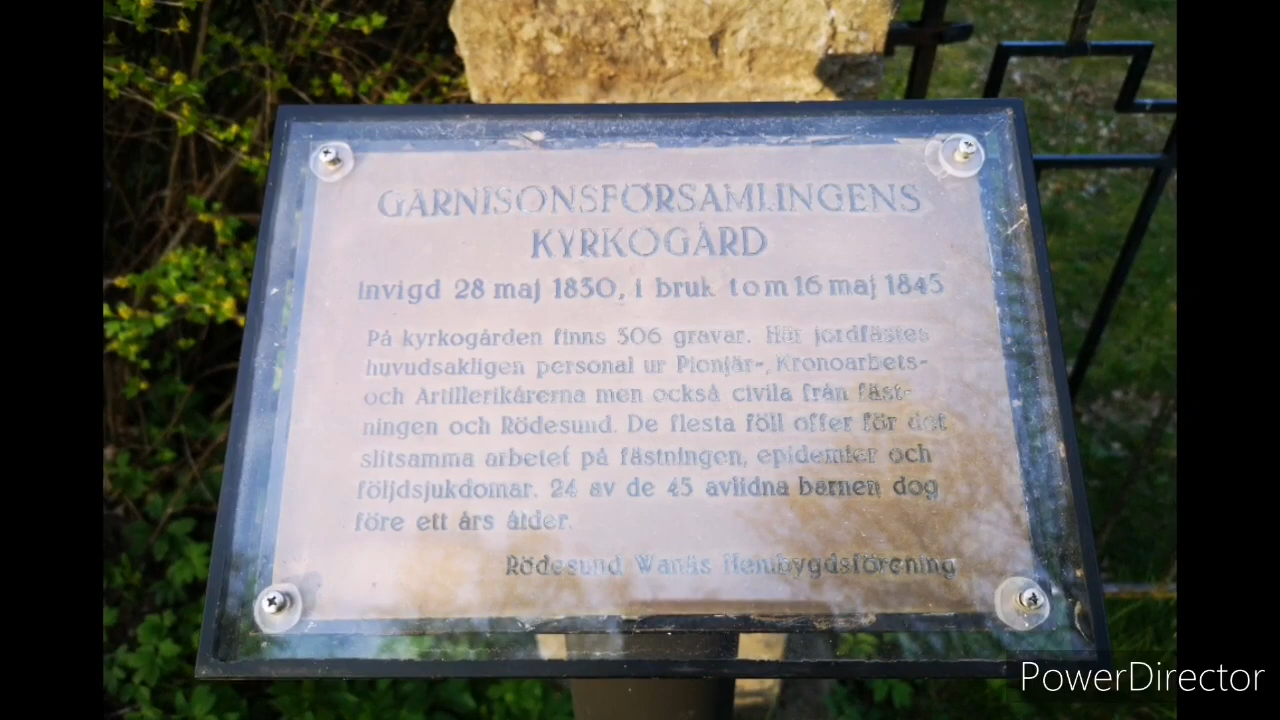 GARNISONSFÖRSAMLINGENS
KYRKOGÅRD
Invigd 28 maj 1830, i bruk tom 16 maj 1845
På kyrkogården finns 306 gravar. Här jordfästes
huvudsakligen personal ur Pionjär-, Kronoarbets-
och Artillerikårerna men också civila från fäst-
ningen och Rödesund. De flesta föll offer för det
slitsamma arbetet på fästningen, epidemier och
följdsjukdomar. 24 av de 45 avlidna barnen dog
före ett års ålder.
Rödesund Wanäs Hembygdsförening
PowerDirector